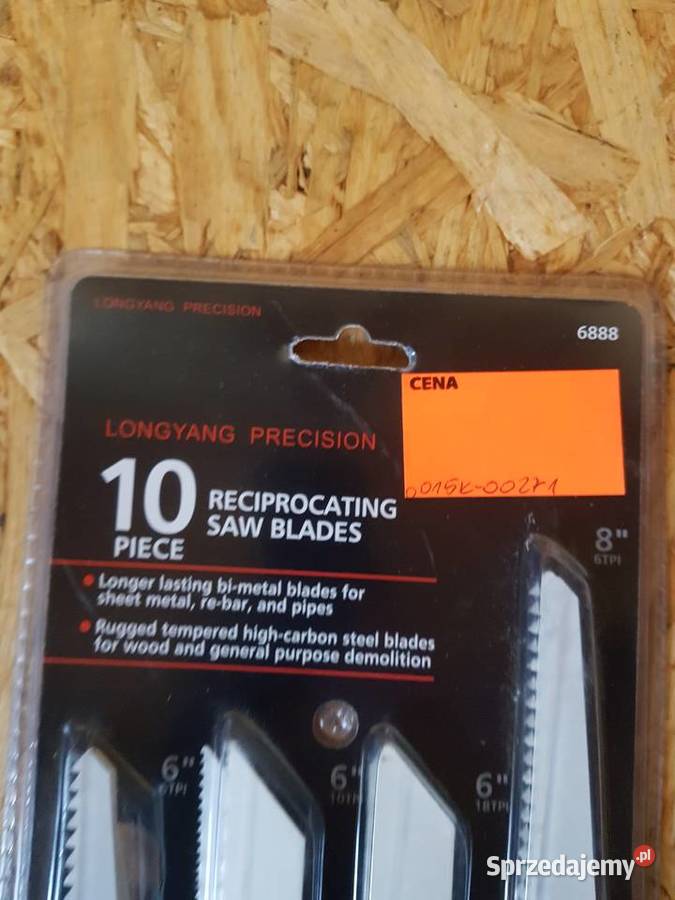 LONGYANG PRECISION
6888
CENA
LONGYANG PRECISION
0015K-00271
10
PIECE
RECIPROCATING
SAW BLADES
8"
6TPI
• Longer lasting bi-metal blades for
sheet metal, re-bar, and pipes
• Rugged tempered high-carbon steel blades
for wood and general purpose demolition
6"
6TPI
6"
10TPI
6"
18TPI
Sprzedajemy.pl